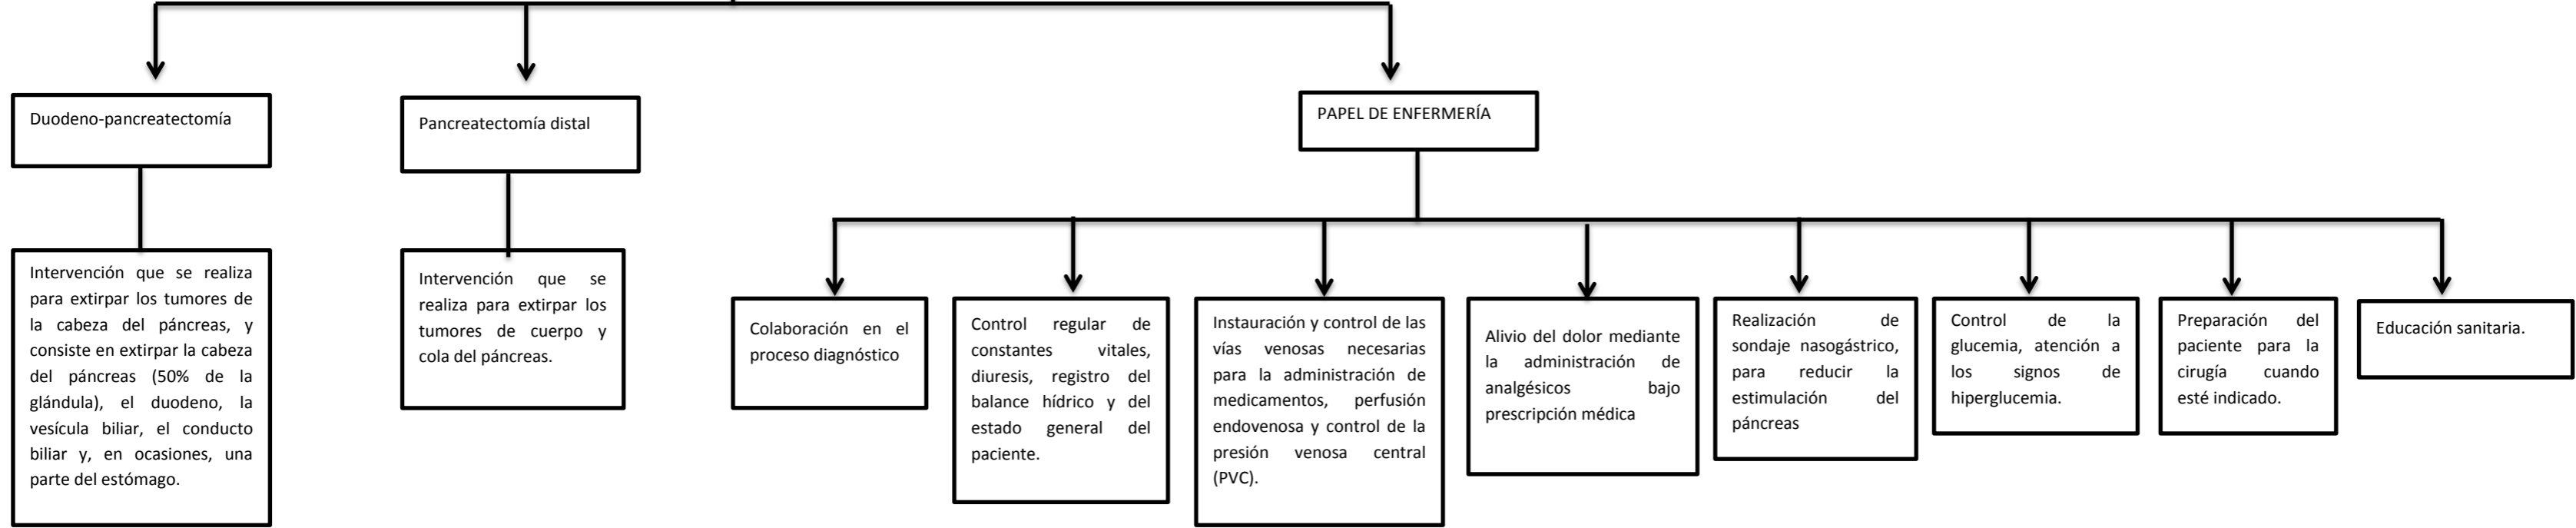 Duodeno-pancreatectomía
Pancreatectomía distal
PAPEL DE ENFERMERÍA
Intervención que se realiza
para extirpar los tumores de
la cabeza del páncreas, y
consiste en extirpar la cabeza
del páncreas (50% de la
glándula), el duodeno, la
vesícula biliar, el conducto
biliar y, en ocasiones, una
parte del estómago.
Intervención que se
realiza para extirpar los
tumores de cuerpo y
cola del páncreas.
Colaboración en el
proceso diagnóstico
Control regular de
constantes vitales,
diuresis, registro del
balance hídrico y del
estado general del
paciente.
Instauración y control de las
vías venosas necesarias
para la administración de
medicamentos, perfusión
endovenosa y control de la
presión venosa central
(PVC).
Alivio del dolor mediante
la administración de
analgésicos bajo
prescripción médica
Realización de
sondaje nasogástrico,
para reducir la
estimulación del
páncreas
Control de la
glucemia, atención a
los signos de
hiperglucemia.
Preparación del
paciente para la
cirugía cuando
esté indicado.
Educación sanitaria.